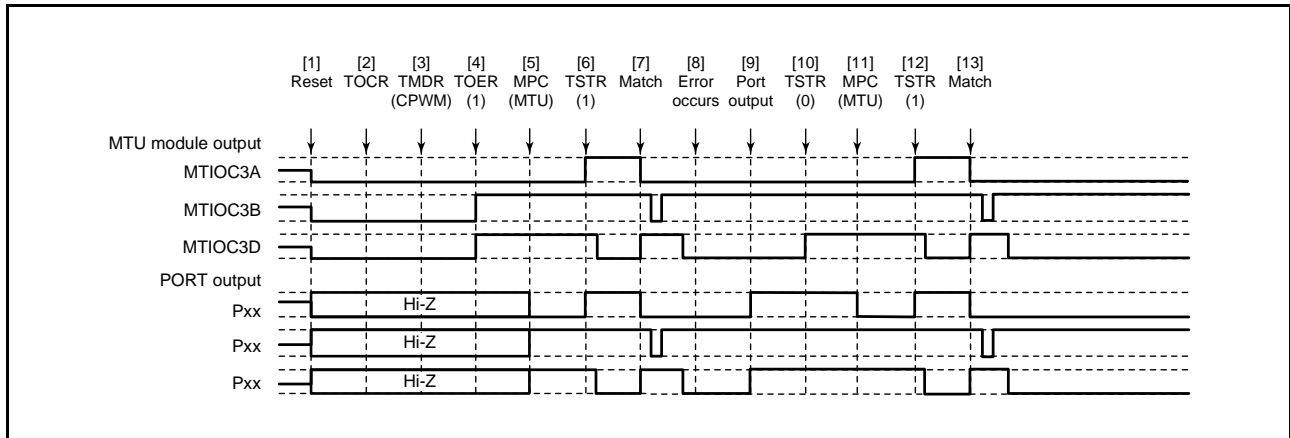 [1] [2] [3] [4] [5] [6] [7] [8] [9] [10] [11] [12] [13]
Reset TOCR TMDR TOER MPC TSTR Match Error Port TSTR MPC TSTR Match
(CPWM) (1) (MTU) (1) occurs output (0) (MTU) (1)
MTU module output
MTIOC3A
MTIOC3B
MTIOC3D
PORT output
Pxx Hi-Z
Pxx Hi-Z
Pxx Hi-Z